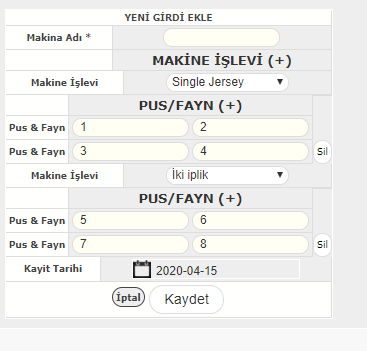 YENİ GİRDİ EKLE
Makina Adı *
MAKİNE İŞLEVİ (+)
Makine İşlevi Single Jersey
PUS/FAYN (+)
Pus & Fayn 1 2
Pus & Fayn 3 4 Sil
Makine İşlevi İki iplik
PUS/FAYN (+)
Pus & Fayn 5 6
Pus & Fayn 7 8 Sil
Kayit Tarihi 2020-04-15
İptal Kaydet